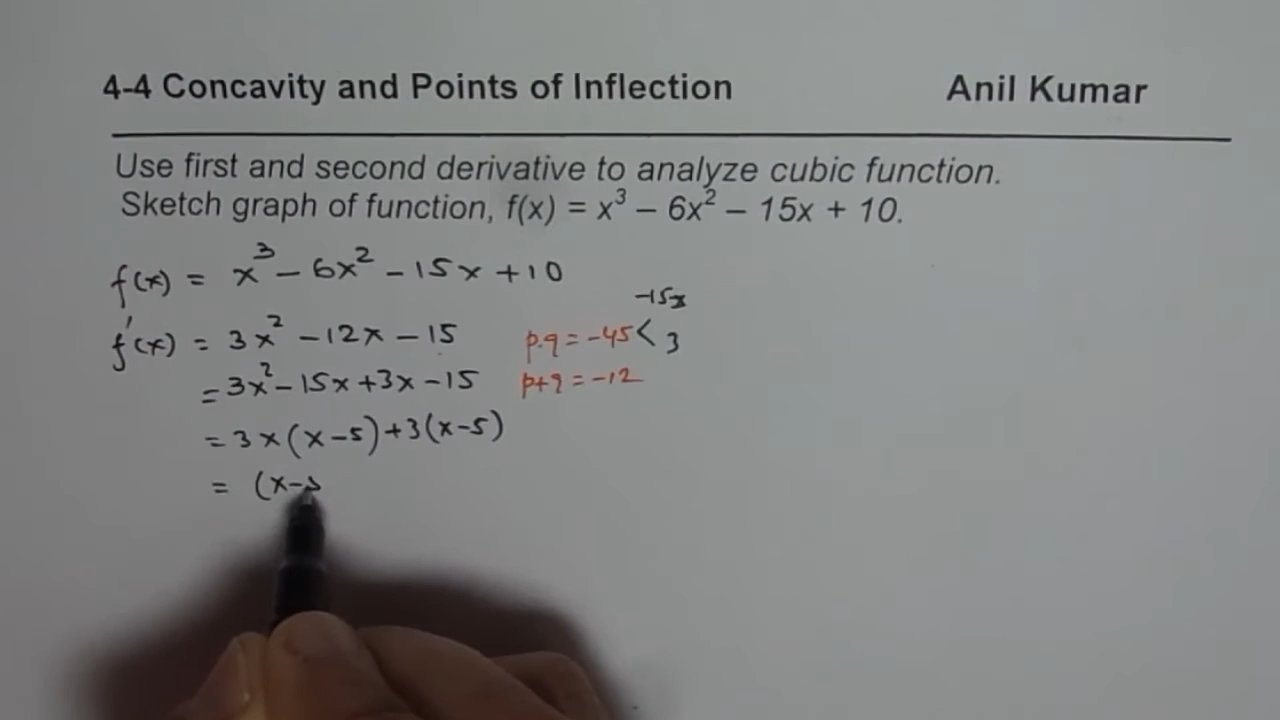 4-4 Concavity and Points of Inflection Anil Kumar
Use first and second derivative to analyze cubic function.
Sketch graph of function, f(x) = x³ – 6x² – 15x + 10.
f(x) = x³ - 6x² - 15x + 10
f'(x) = 3x² - 12x - 15 p.q = -45 < -15x 3
= 3x² - 15x + 3x - 15 p+q = -12
= 3x(x-5) + 3(x-5)
= (x-